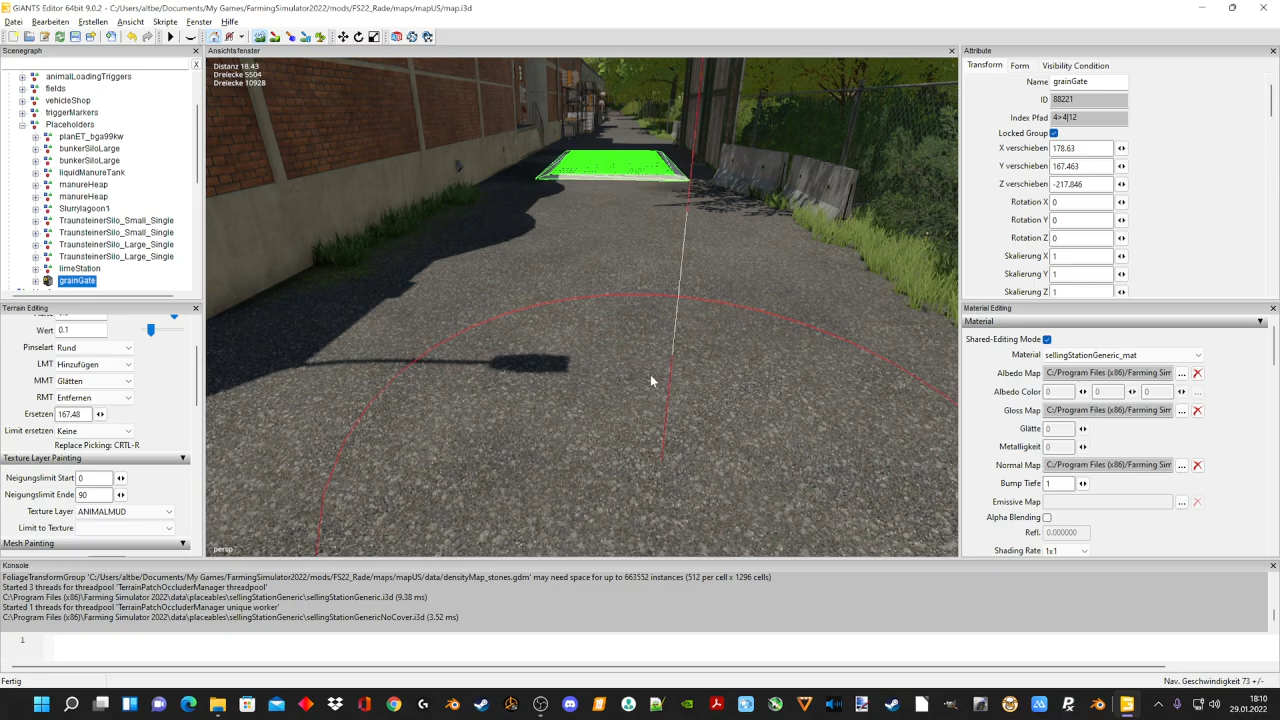 GIANTS Editor 64bit 9.0.2 - C:/Users/altbe/Documents/My Games/FarmingSimulator2022/mods/FS22_Rade/maps/mapUS/map.i3d
Datei Bearbeiten Erstellen Ansicht Skripte Fenster Hilfe
Scenegraph
X
animalLoadingTriggers
fields
vehicleShop
triggerMarkers
Placeholders
planET_bga99kw
bunkerSiloLarge
bunkerSiloLarge
liquidManureTank
manureHeap
manureHeap
Slurrylagoon1
TraunsteinerSilo_Small_Single
TraunsteinerSilo_Small_Single
TraunsteinerSilo_Large_Single
TraunsteinerSilo_Large_Single
limeStation
grainGate
Terrain Editing
Wert 0.1
Pinselart Rund
LMT Hinzufügen
MMT Glätten
RMT Entfernen
Ersetzen 167.48
Limit ersetzen Keine
Replace Picking: CRTL-R
Texture Layer Painting
Neigungslimit Start 0
Neigungslimit Ende 90
Texture Layer ANIMALMUD
Limit to Texture
Mesh Painting
Ansichtsfenster
Distanz 18.43
Dreiecke 5504
Dreiecke 10928
persp
Attribute
Transform Form Visibility Condition
Name grainGate
ID 88221
Index Pfad 4>4|12
Locked Group
X verschieben 178.63
Y verschieben 167.463
Z verschieben -217.846
Rotation X 0
Rotation Y 0
Rotation Z 0
Skalierung X 1
Skalierung Y 1
Skalierung Z 1
Material Editing
Material
Shared-Editing Mode
Material sellingStationGeneric_mat
Albedo Map C:/Program Files (x86)/Farming Sim ...
Albedo Color 0 0 0 ...
Gloss Map C:/Program Files (x86)/Farming Sim ...
Glätte 0
Metalligkeit 0
Normal Map C:/Program Files (x86)/Farming Sim ...
Bump Tiefe 1
Emissive Map ...
Alpha Blending
Refl. 0.000000
Shading Rate 1x1
Konsole
FoliageTransformGroup 'C:/Users/altbe/Documents/My Games/FarmingSimulator2022/mods/FS22_Rade/maps/mapUS/data/densityMap_stones.gdm' may need space for up to 663552 instances (512 per cell x 1296 cells)
Started 3 threads for threadpool 'TerrainPatchOccluderManager threadpool'
C:\Program Files (x86)\Farming Simulator 2022\data\placeables\sellingStationGeneric\sellingStationGeneric.i3d (9.38 ms)
Started 1 threads for threadpool 'TerrainPatchOccluderManager unique worker'
C:\Program Files (x86)\Farming Simulator 2022\data\placeables\sellingStationGeneric\sellingStationGenericNoCover.i3d (3.52 ms)
1
Fertig
Nav. Geschwindigkeit 73 +/-
18:10
29.01.2022